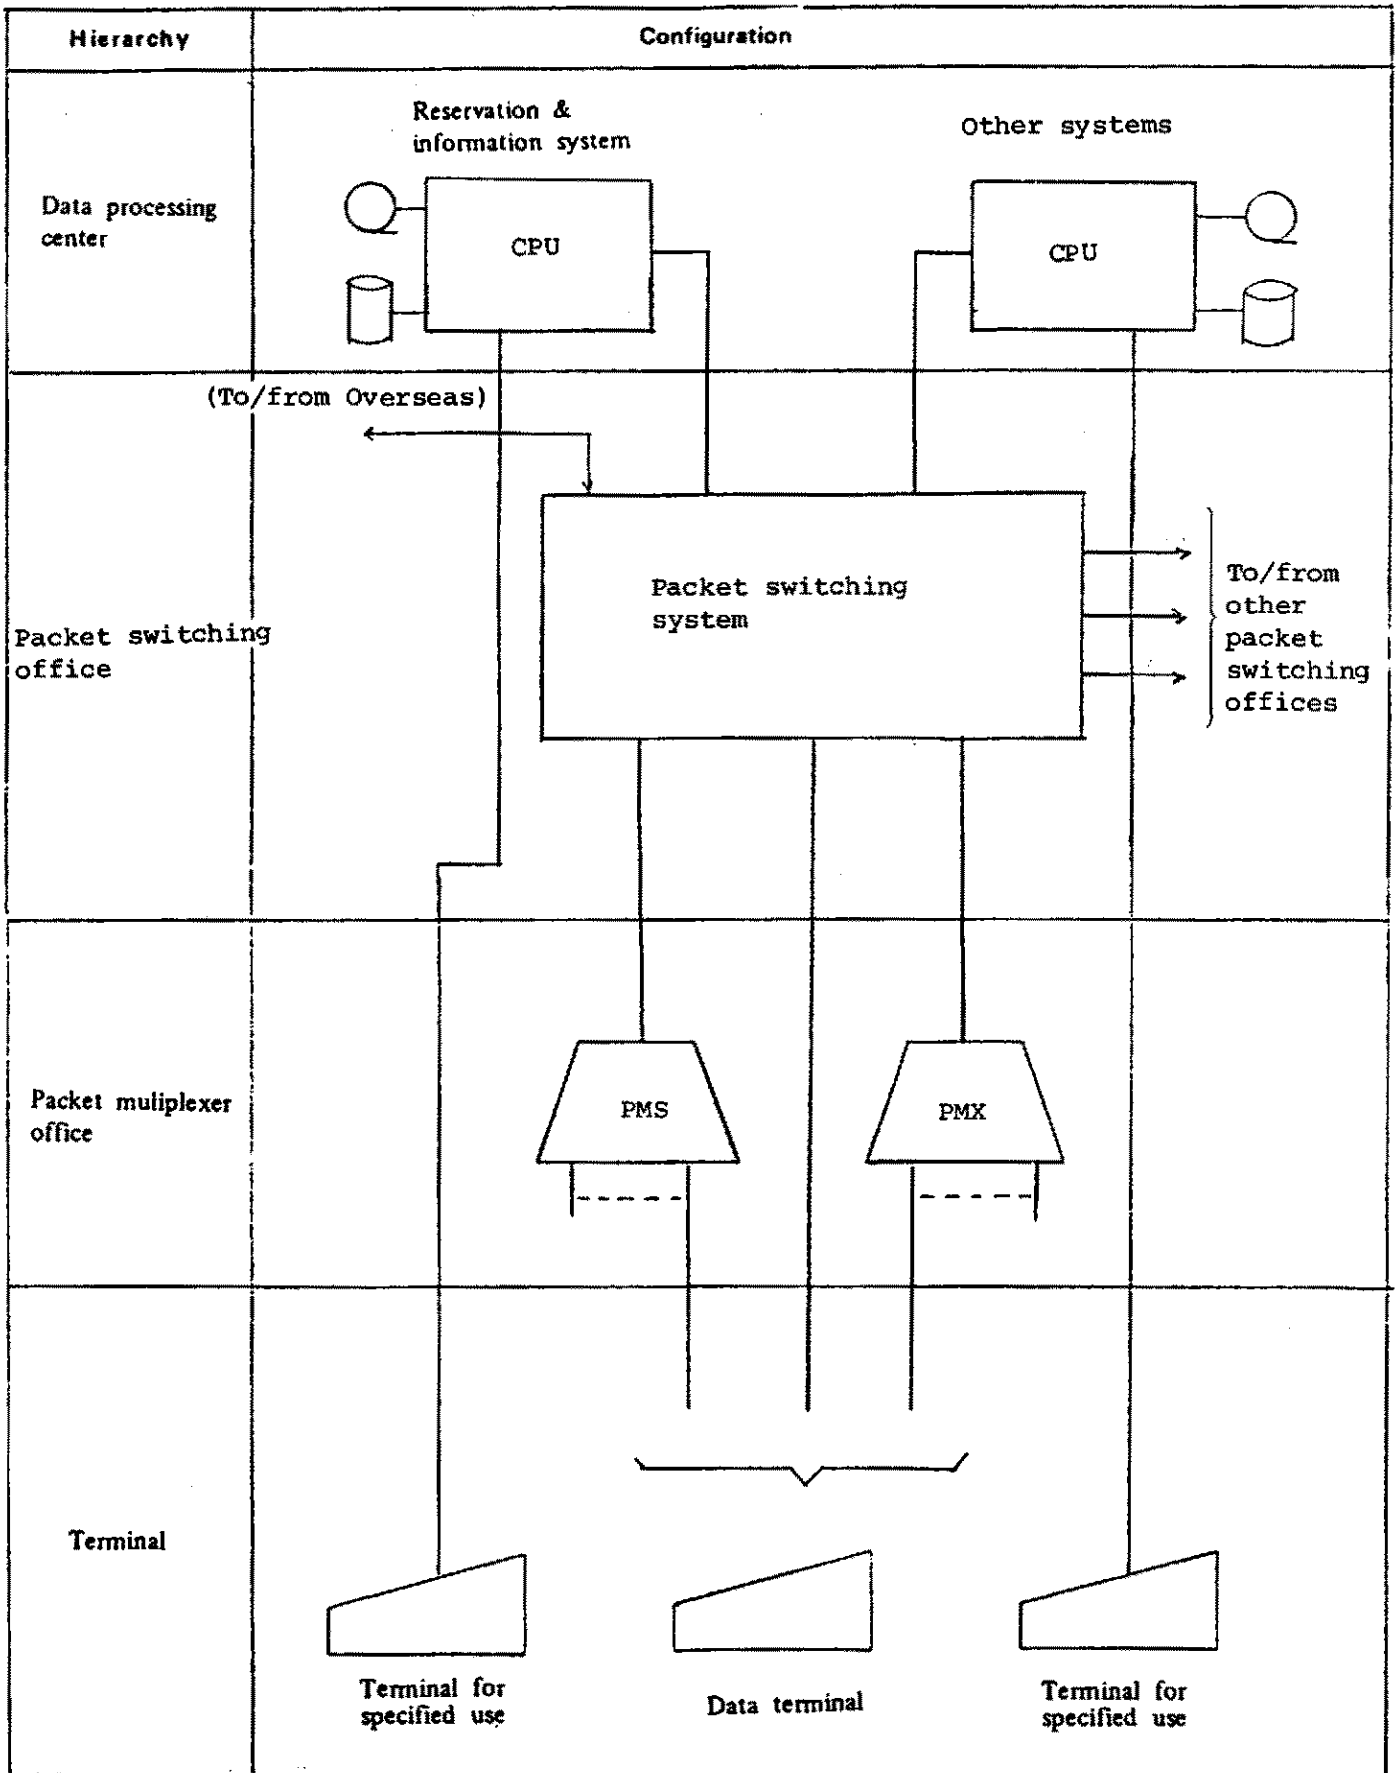 Hierarchy
Configuration
Reservation &
information system
Other systems
Data processing
center
CPU
CPU
(To/from Overseas)
Packet switching
system
To/from
other
packet
switching
offices
Packet switching
office
Packet muliplexer
office
PMS
PMX
Terminal
Terminal for
specified use
Data terminal
Terminal for
specified use